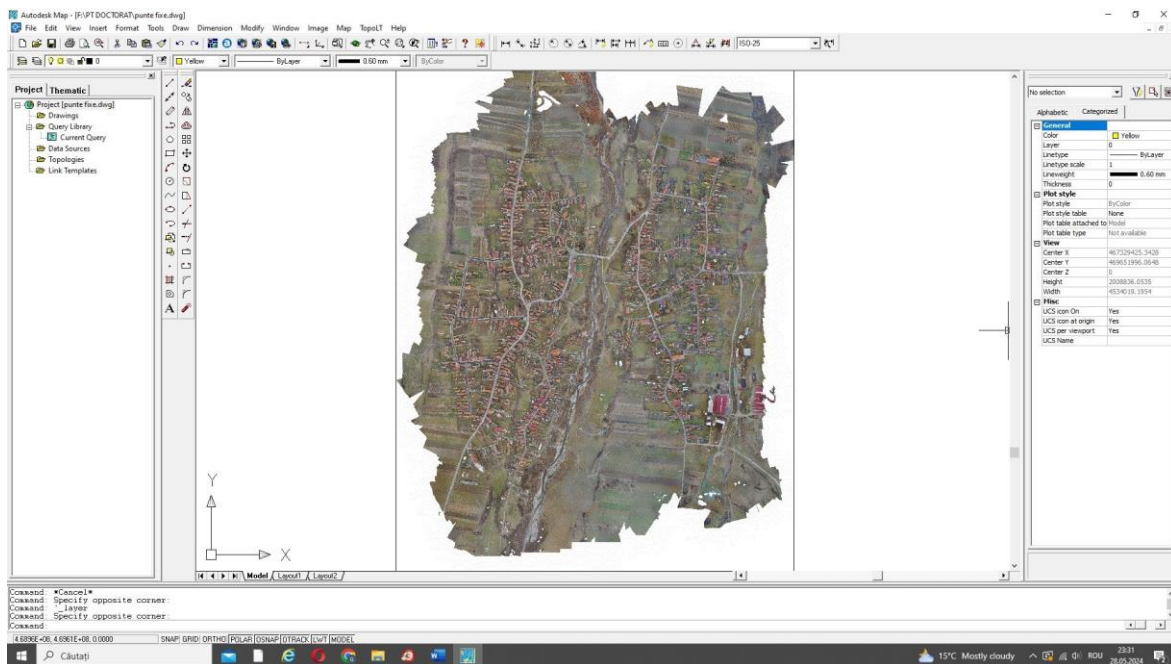 Autodesk Map - [F:\PT DOCTORAT\punte fixe.dwg]
File Edit View Insert Format Tools Draw Dimension Modify Window Image Map TopoLT Help
ISO-25
0 Yellow ByLayer 0.60 mm ByColor
Project Thematic
Project [punte fixe.dwg]
Drawings
Query Library
Current Query
Data Sources
Topologies
Link Templates
A
Y
X
No selection
Alphabetic Categorized
General
Color Yellow
Layer 0
Linetype ByLayer
Linetype scale 1
Lineweight 0.60 mm
Thickness 0
Plot style
Plot style ByColor
Plot style table None
Plot table attached to Model
Plot table type Not available
View
Center X 467329425.3428
Center Y 469651996.0648
Center Z 0
Height 2008836.0535
Width 4534019.1954
Misc
UCS icon On Yes
UCS icon at origin Yes
UCS per viewport Yes
UCS Name
Model Layout1 Layout2
Command: *Cancel*
Command: Specify opposite corner:
Command: '_layer
Command: Specify opposite corner:
Command:
4.6896E+08, 4.6961E+08, 0.0000 SNAP GRID ORTHO POLAR OSNAP OTRACK LWT MODEL
Căutați
15°C Mostly cloudy ROU 23:31
28.05.2024